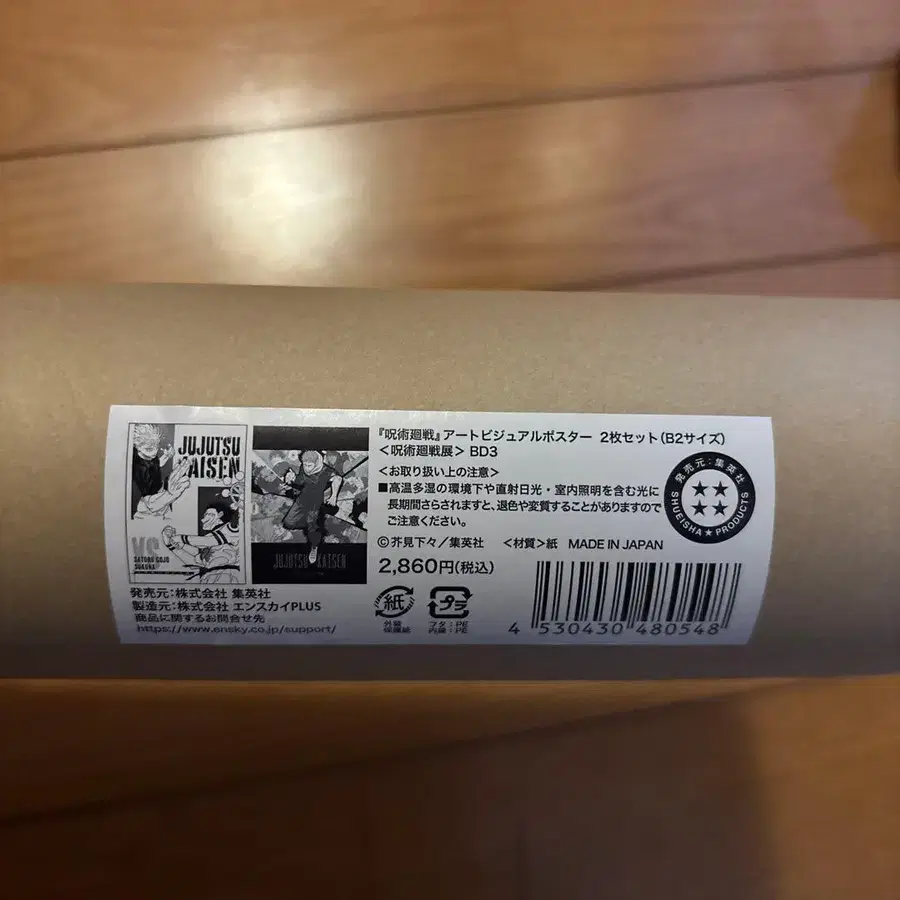 JUJUTSU
KAISEN
VS
SATORU GOJO
SUKUNA
JUJUTSU KAISEN
『呪術廻戦』アートビジュアルポスター 2枚セット(B2サイズ)
<呪術廻戦展> BD3
<お取り扱い上の注意>
■高温多湿の環境下や直射日光・室内照明を含む光に
長期間さらされますと、退色や変質することがありますので
ご注意ください。
©芥見下々/集英社 <材質>紙 MADE IN JAPAN
2,860円(税込)
発売元:集英社
SHUEISHA★PRODUCTS
発売元:株式会社 集英社
製造元:株式会社 エンスカイPLUS
商品に関するお問合せ先
https://www.ensky.co.jp/support/
紙
外装
保護紙
プラ
フタ:PE
内袋:PE
4 530430 480548